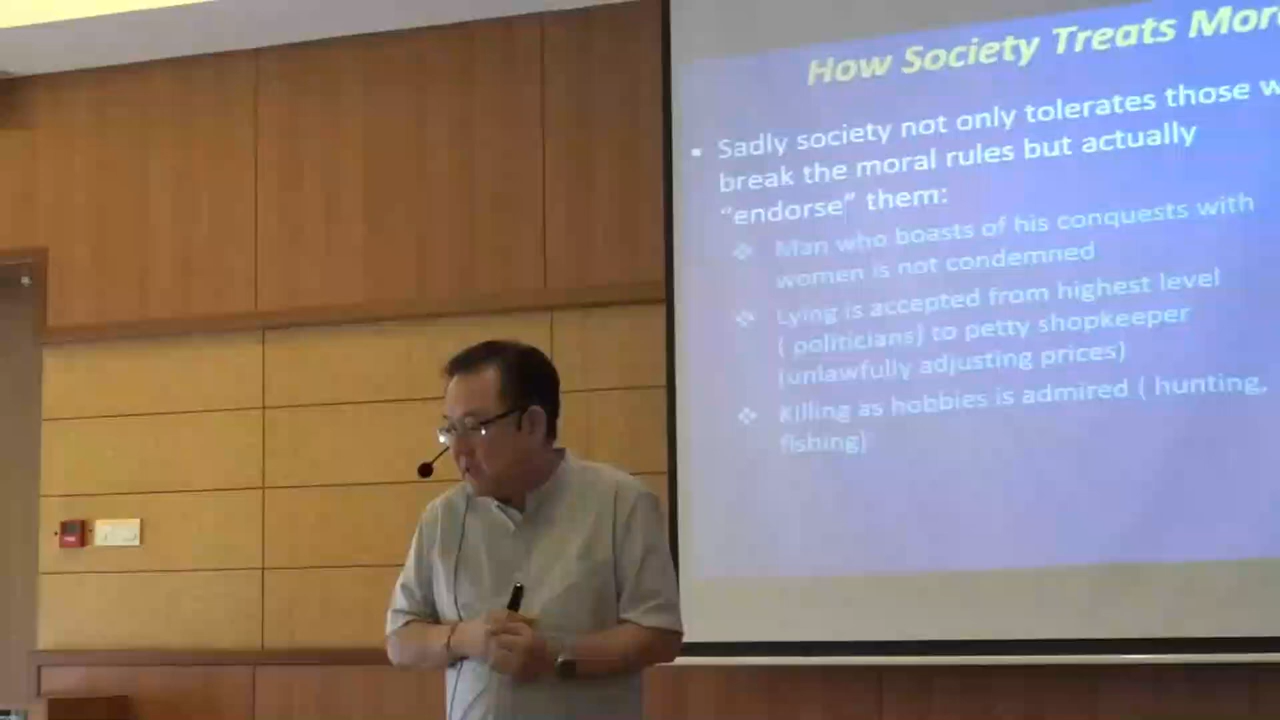 How Society Treats Mor
• Sadly society not only tolerates those w
break the moral rules but actually
“endorse” them:
❖ Man who boasts of his conquests with
women is not condemned
❖ Lying is accepted from highest level
( politicians) to petty shopkeeper
(unlawfully adjusting prices)
❖ Killing as hobbies is admired ( hunting,
fishing)